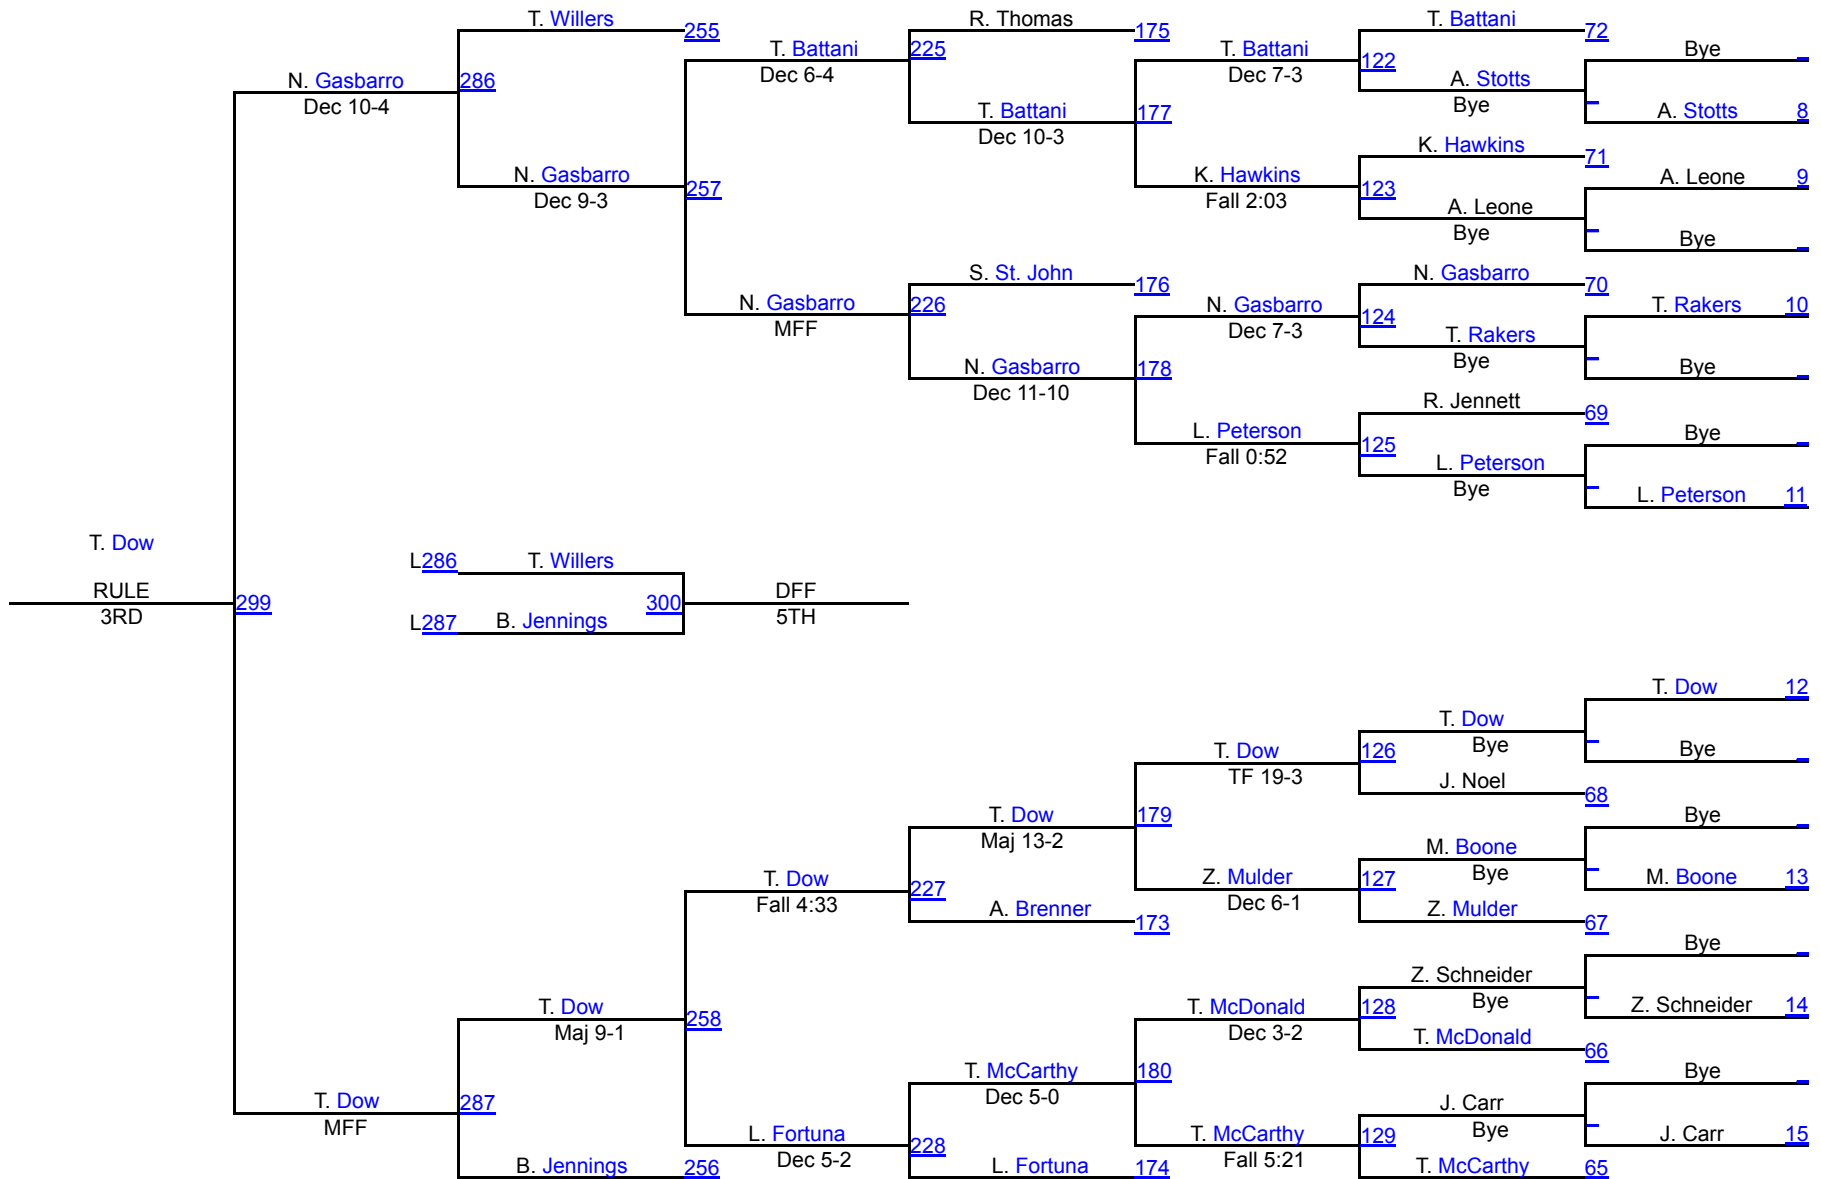 T. Willers
255
R. Thomas
175
T. Battani
72
Bye
N. Gasbarro
Dec 10-4
286
T. Battani
Dec 6-4
225
T. Battani
Dec 7-3
122
A. Stotts
Bye
A. Stotts 8
T. Battani
Dec 10-3
177
K. Hawkins
71
N. Gasbarro
Dec 9-3
257
K. Hawkins
Fall 2:03
123
A. Leone
Bye
A. Leone 9
Bye
S. St. John
176
N. Gasbarro
70
N. Gasbarro
MFF
226
N. Gasbarro
Dec 7-3
124
T. Rakers
Bye
T. Rakers 10
Bye
N. Gasbarro
Dec 11-10
178
R. Jennett
69
L. Peterson
Fall 0:52
125
L. Peterson
Bye
Bye
L. Peterson 11
T. Dow
RULE
3RD
299
L286 T. Willers
L287 B. Jennings
300
DFF
5TH
T. Dow 12
T. Dow
Bye
Bye
T. Dow
TF 19-3
126
J. Noel
68
T. Dow
Maj 13-2
179
Bye
M. Boone
Bye
M. Boone 13
T. Dow
Fall 4:33
227
Z. Mulder
Dec 6-1
127
Z. Mulder
67
A. Brenner
173
Bye
Z. Schneider
Bye
Z. Schneider 14
T. Dow
Maj 9-1
258
T. McDonald
Dec 3-2
128
T. McDonald
66
T. McCarthy
Dec 5-0
180
Bye
T. Dow
MFF
287
J. Carr
Bye
J. Carr 15
L. Fortuna
Dec 5-2
228
T. McCarthy
Fall 5:21
129
B. Jennings
256
L. Fortuna
174
T. McCarthy
65